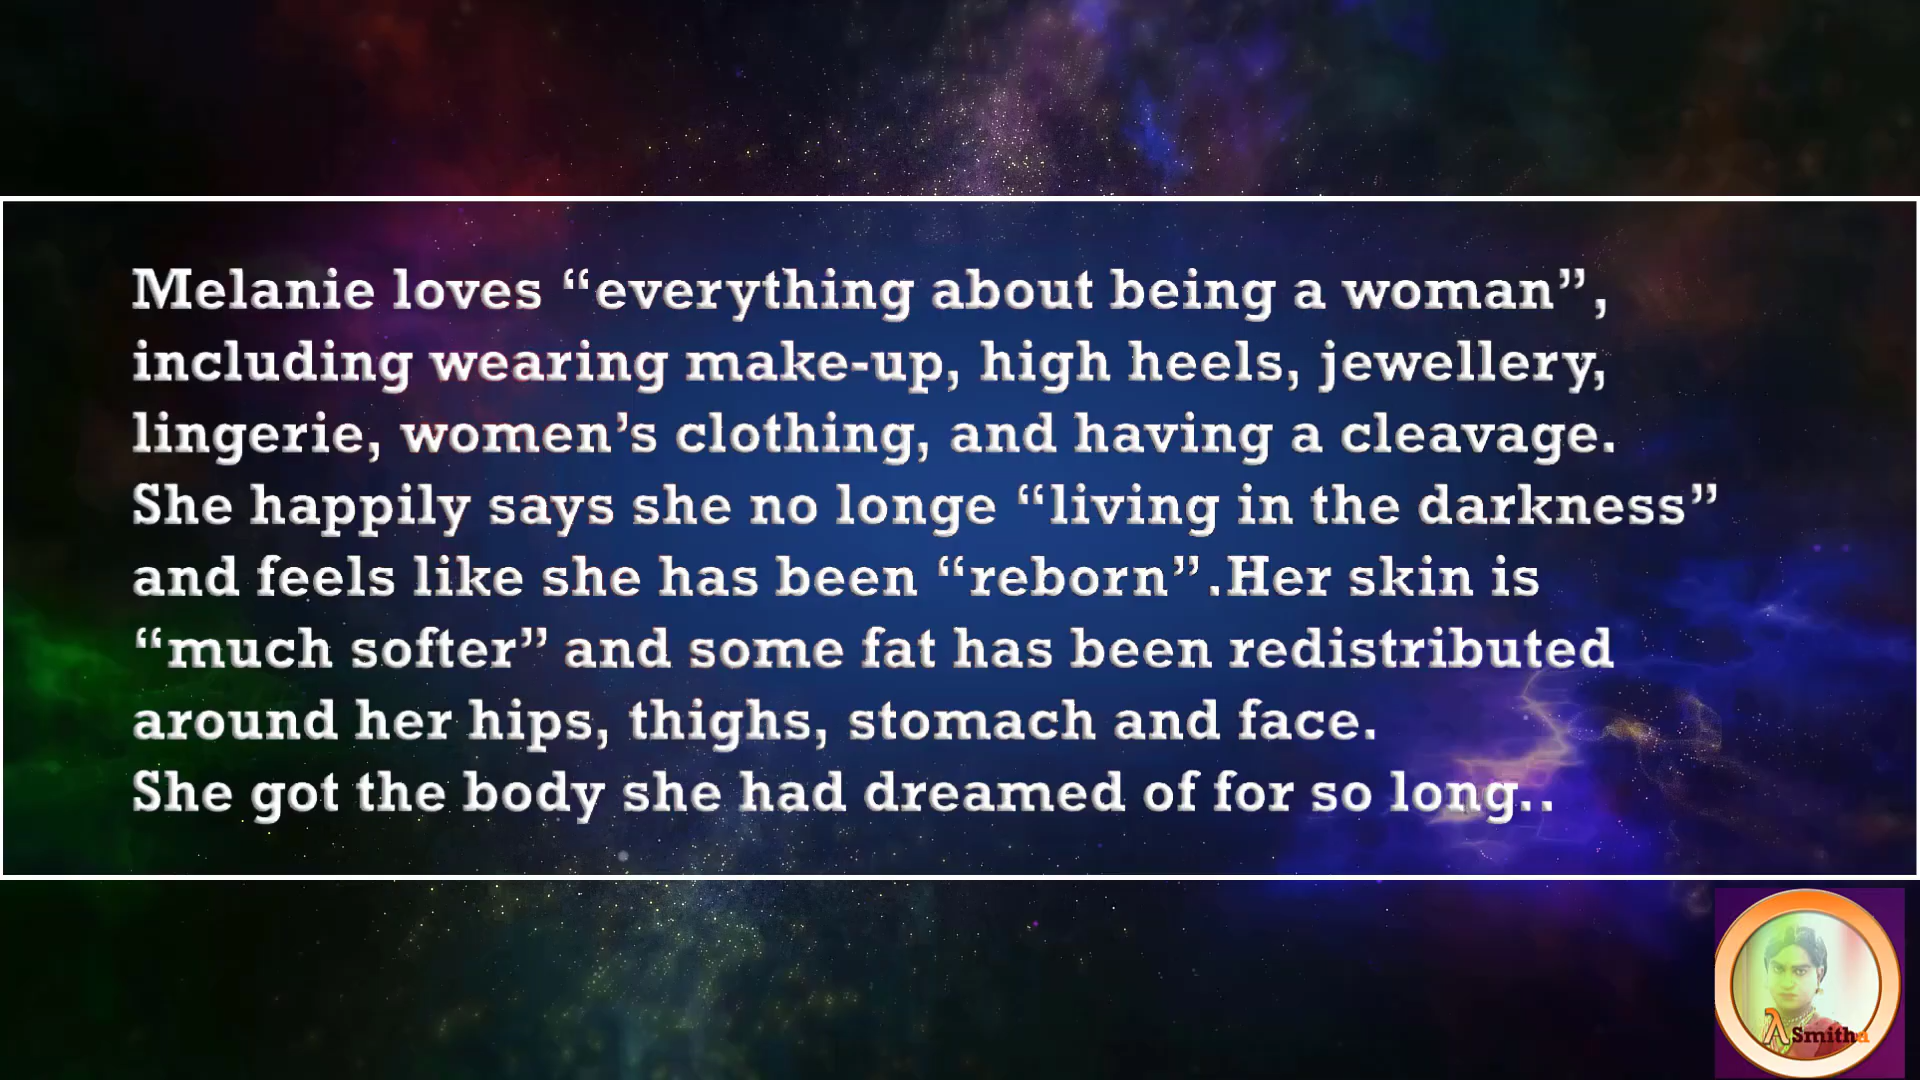 Melanie loves “everything about being a woman”,
including wearing make-up, high heels, jewellery,
lingerie, women’s clothing, and having a cleavage.
She happily says she no longe “living in the darkness”
and feels like she has been “reborn”.Her skin is
“much softer” and some fat has been redistributed
around her hips, thighs, stomach and face.
She got the body she had dreamed of for so long..
λ Smitha